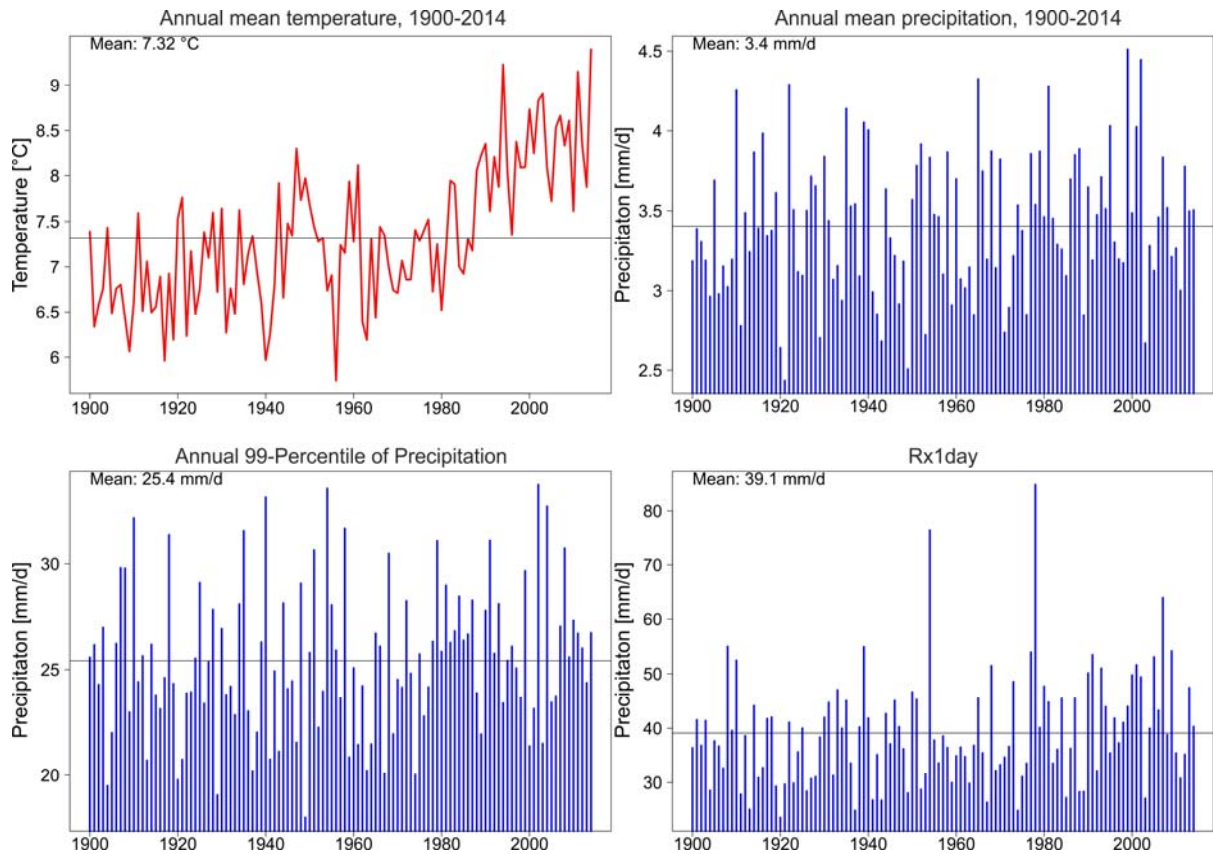 Annual mean temperature, 1900-2014
Mean: 7.32 °C
Temperature [°C]
9
8.5
8
7.5
7
6.5
6
1900 1920 1940 1960 1980 2000
Annual mean precipitation, 1900-2014
Mean: 3.4 mm/d
Precipitaton [mm/d]
4.5
4
3.5
3
2.5
1900 1920 1940 1960 1980 2000
Annual 99-Percentile of Precipitation
Mean: 25.4 mm/d
Precipitaton [mm/d]
30
25
20
1900 1920 1940 1960 1980 2000
Rx1day
Mean: 39.1 mm/d
Precipitaton [mm/d]
80
70
60
50
40
30
1900 1920 1940 1960 1980 2000